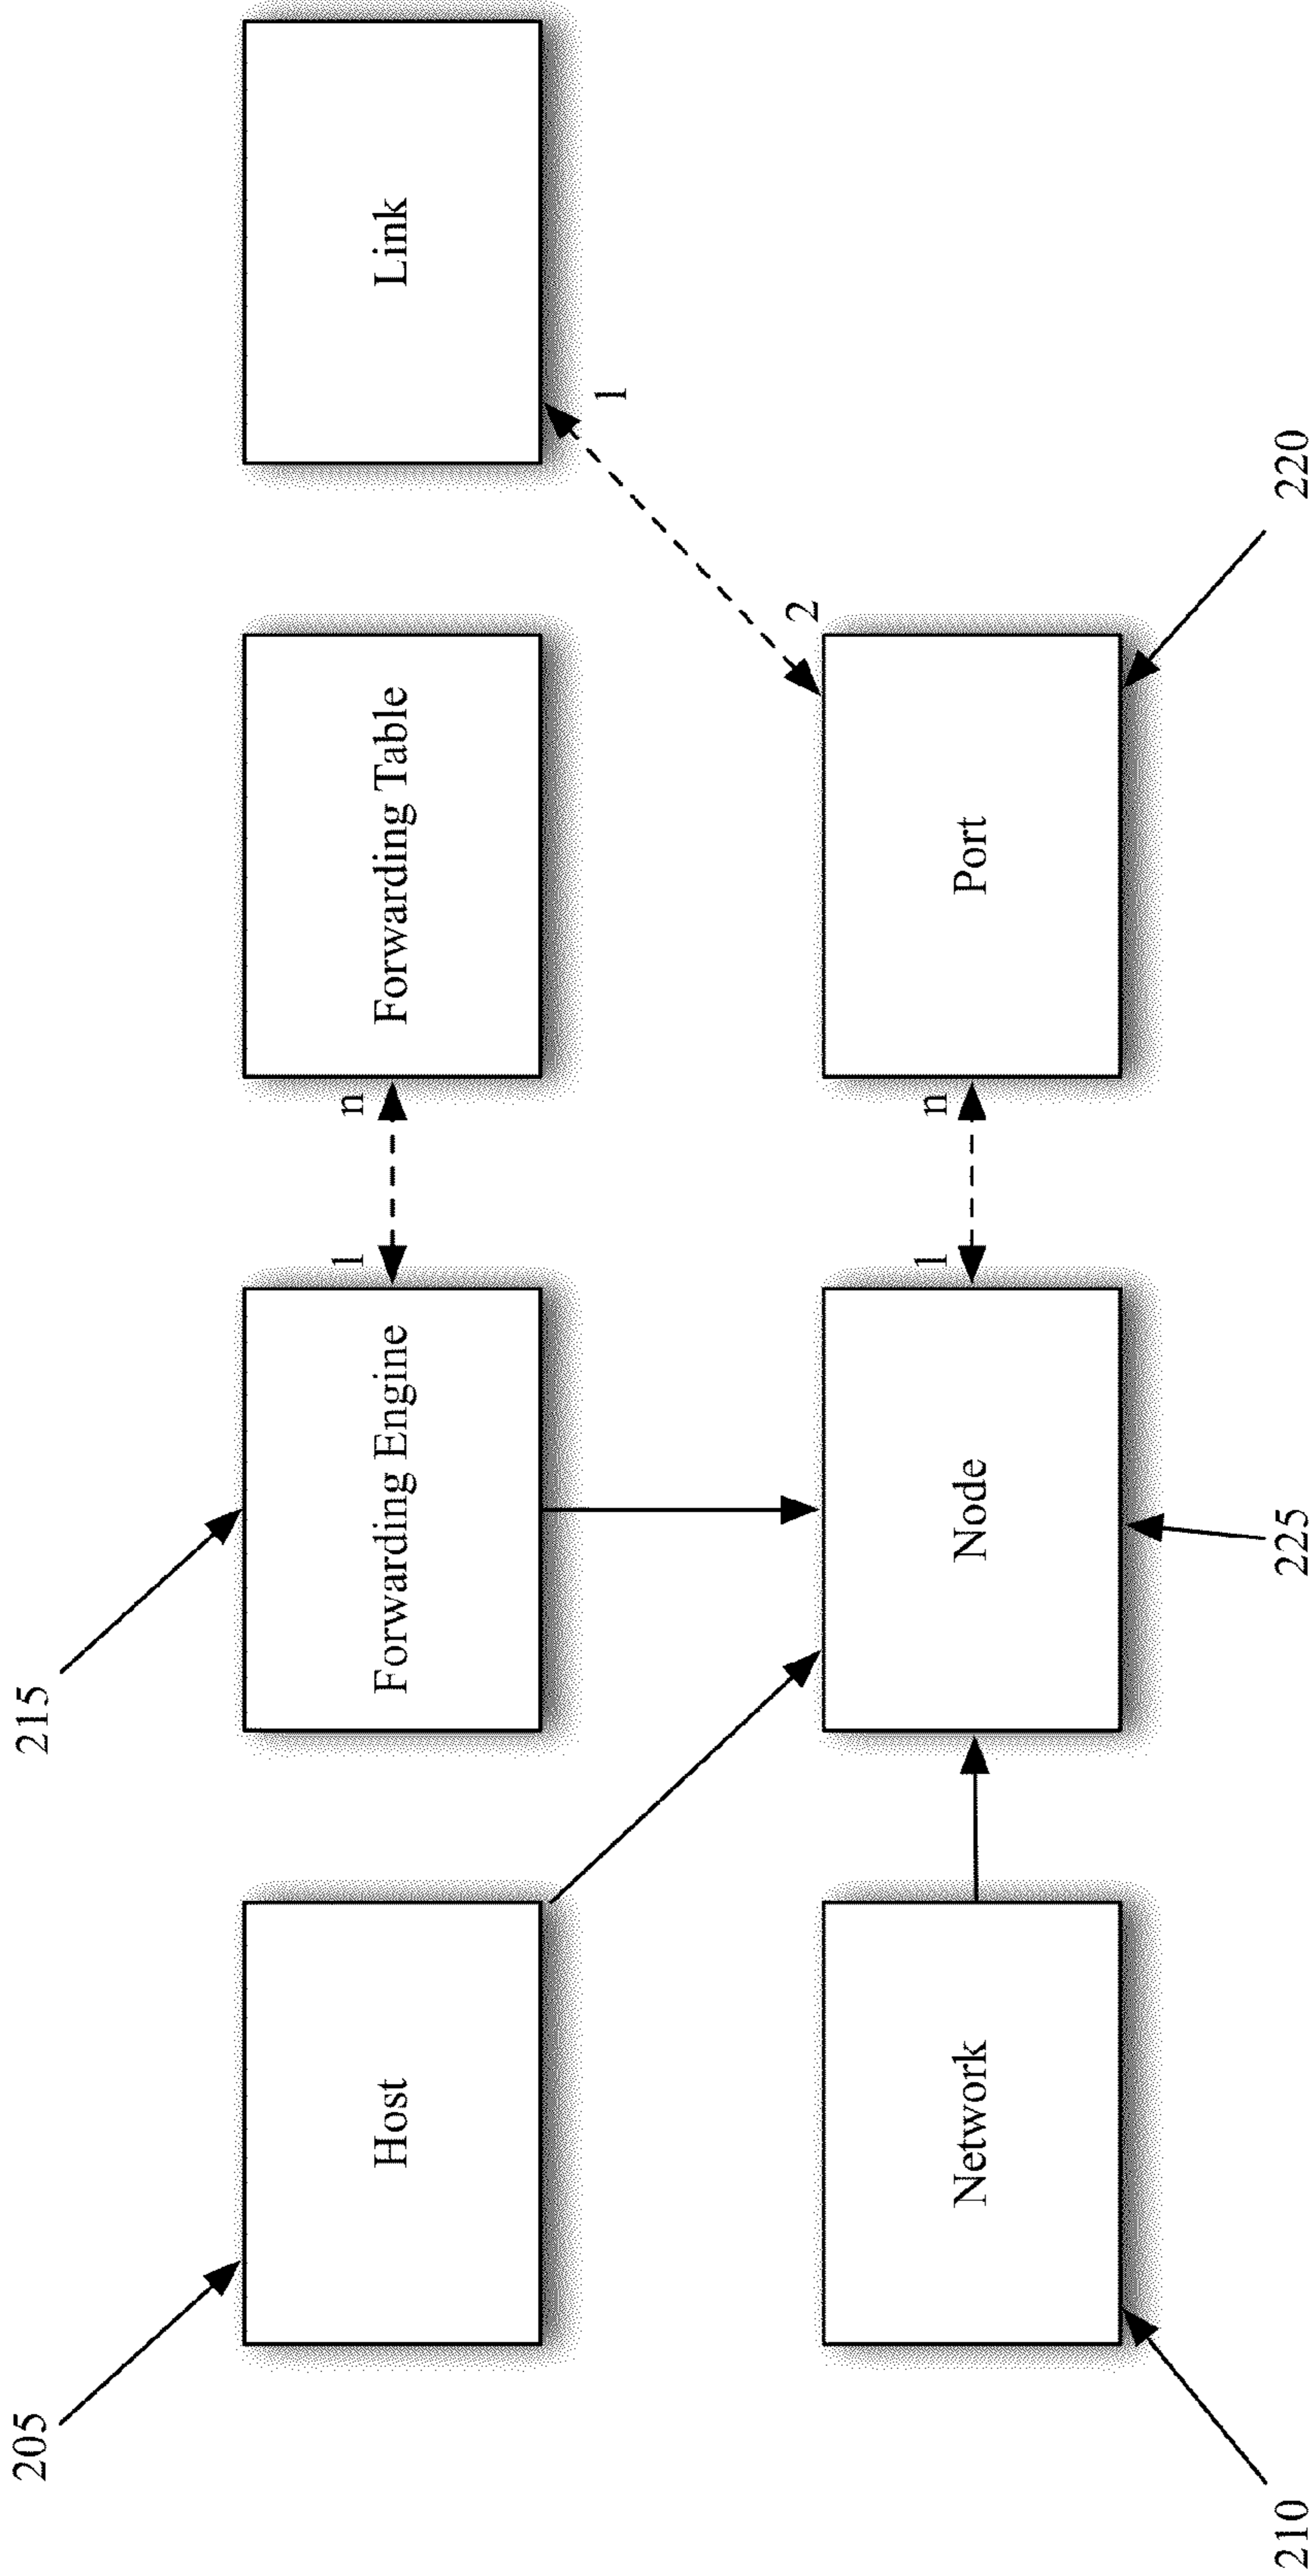 205
215
Host
Forwarding Engine
1
n
Forwarding Table
Link
1
2
Network
Node
1
n
Port
210
225
220